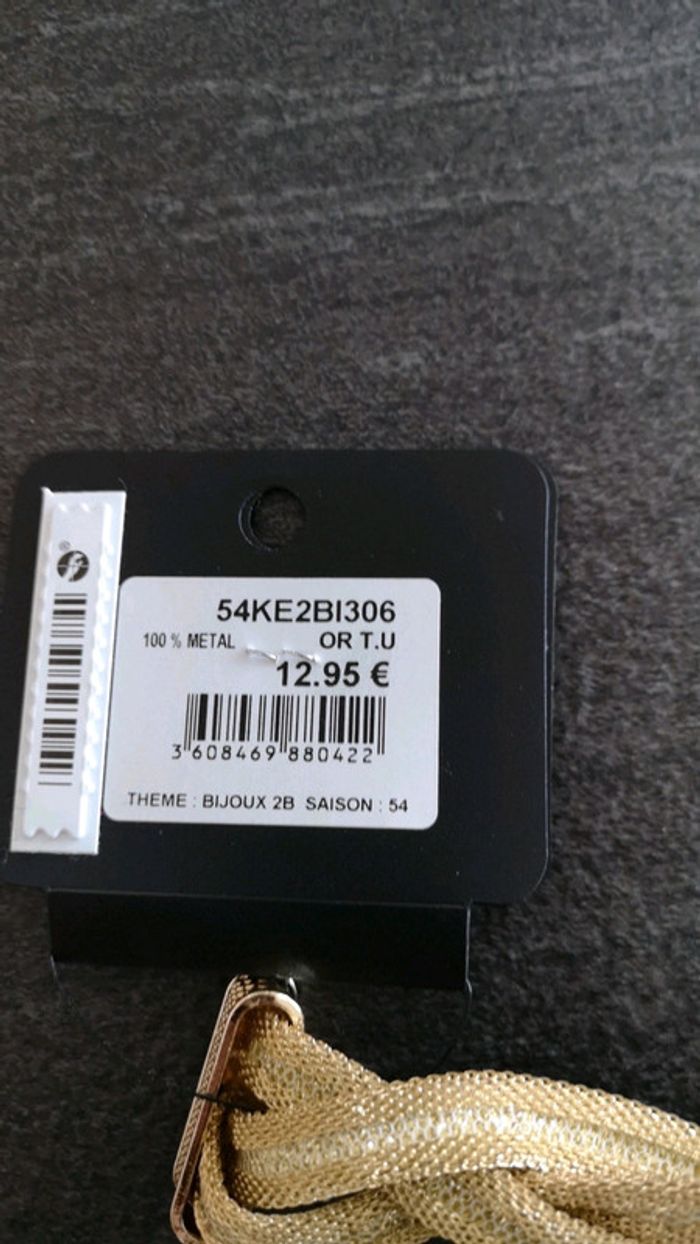 54KE2BI306
100 % METAL OR T.U
12.95 €
3 608469 880422
THEME : BIJOUX 2B SAISON : 54
®